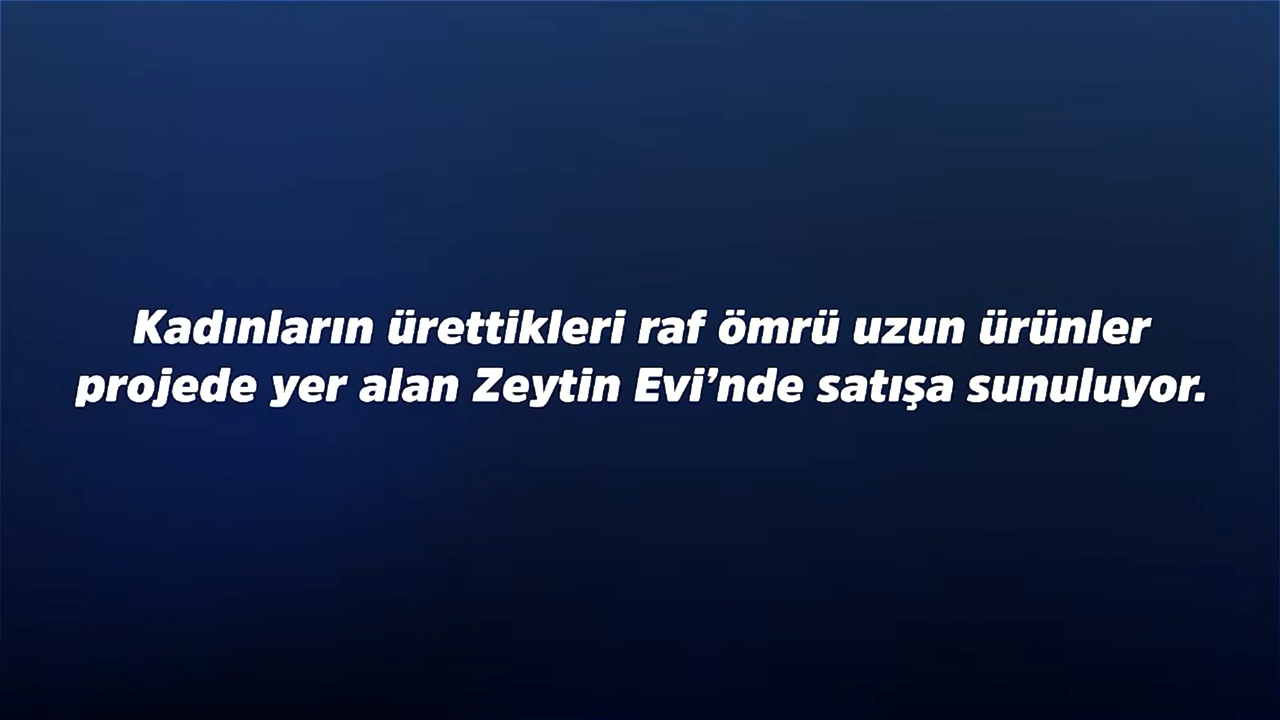 Kadınların ürettikleri raf ömrü uzun ürünler
projede yer alan Zeytin Evi’nde satışa sunuluyor.